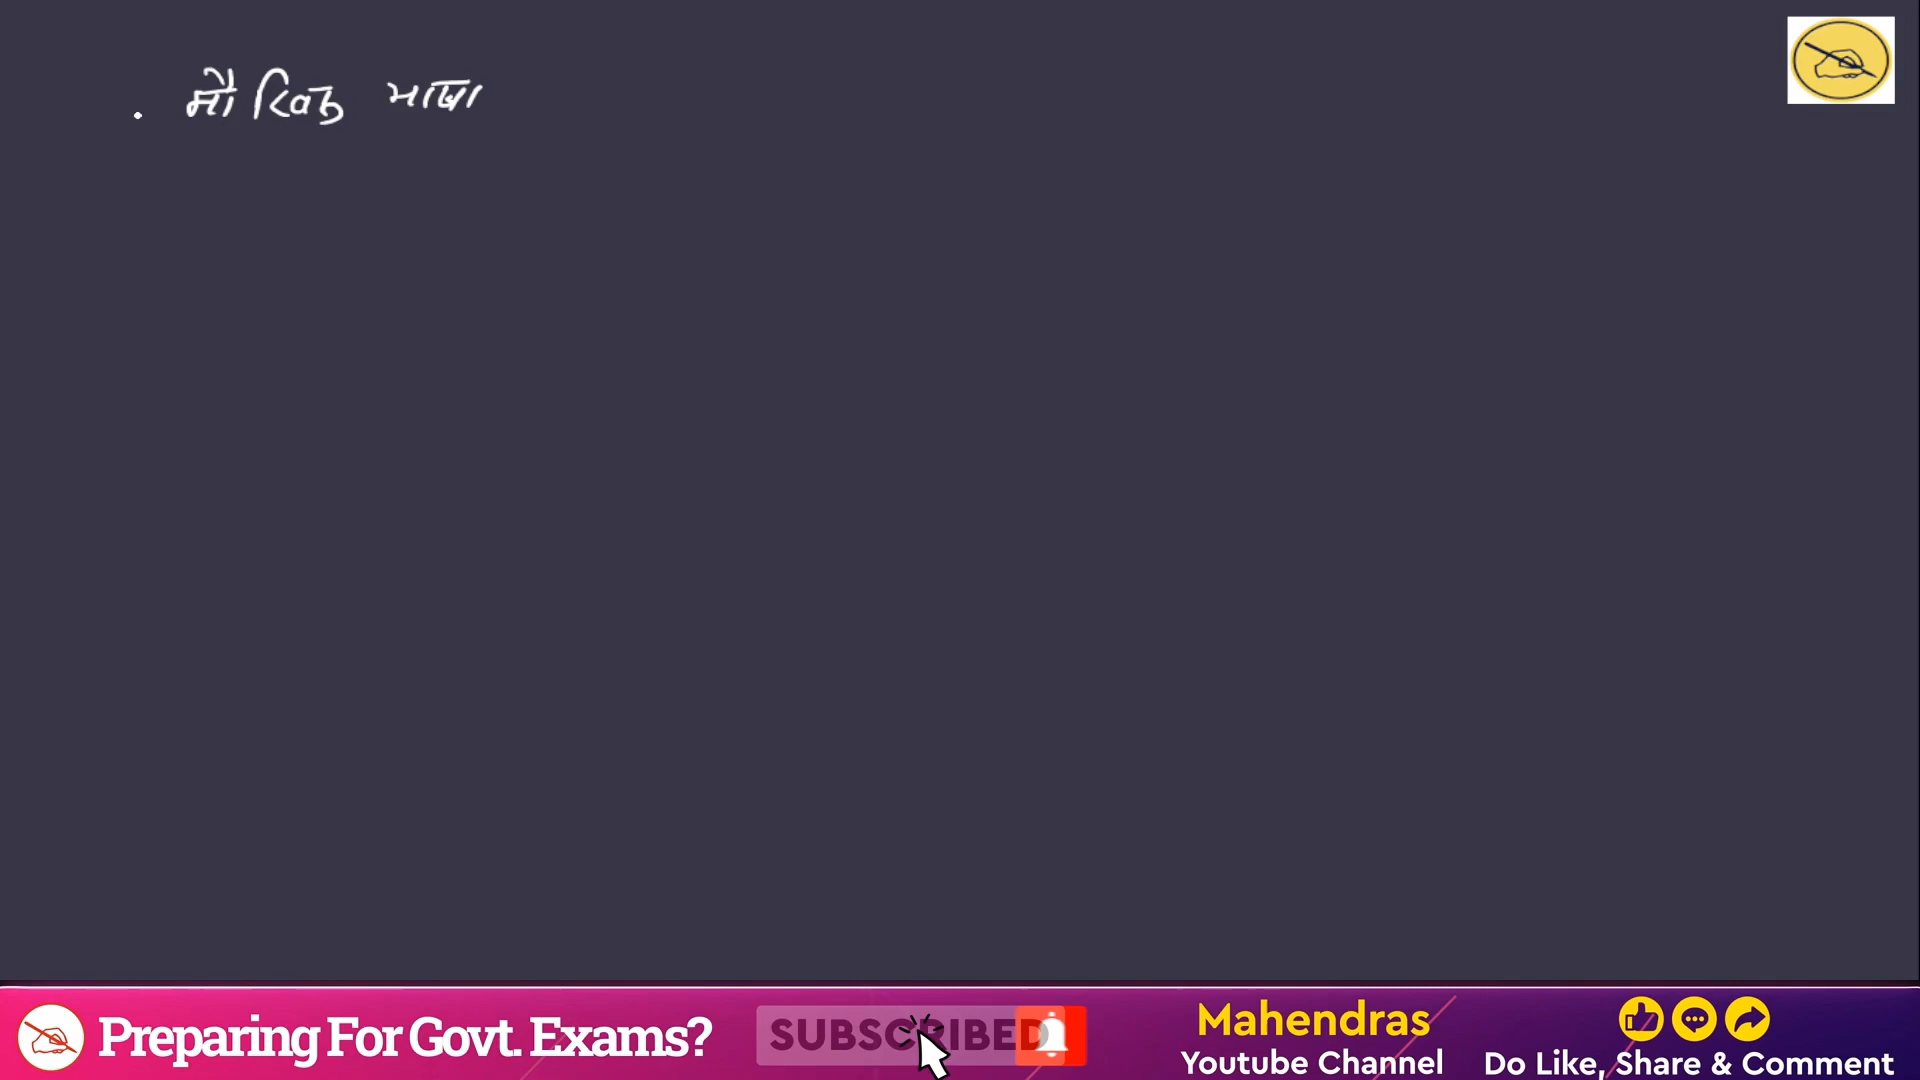 मौखिक भाषा
Preparing For Govt. Exams?
SUBSCRIBED
Mahendras
Youtube Channel
Do Like, Share & Comment